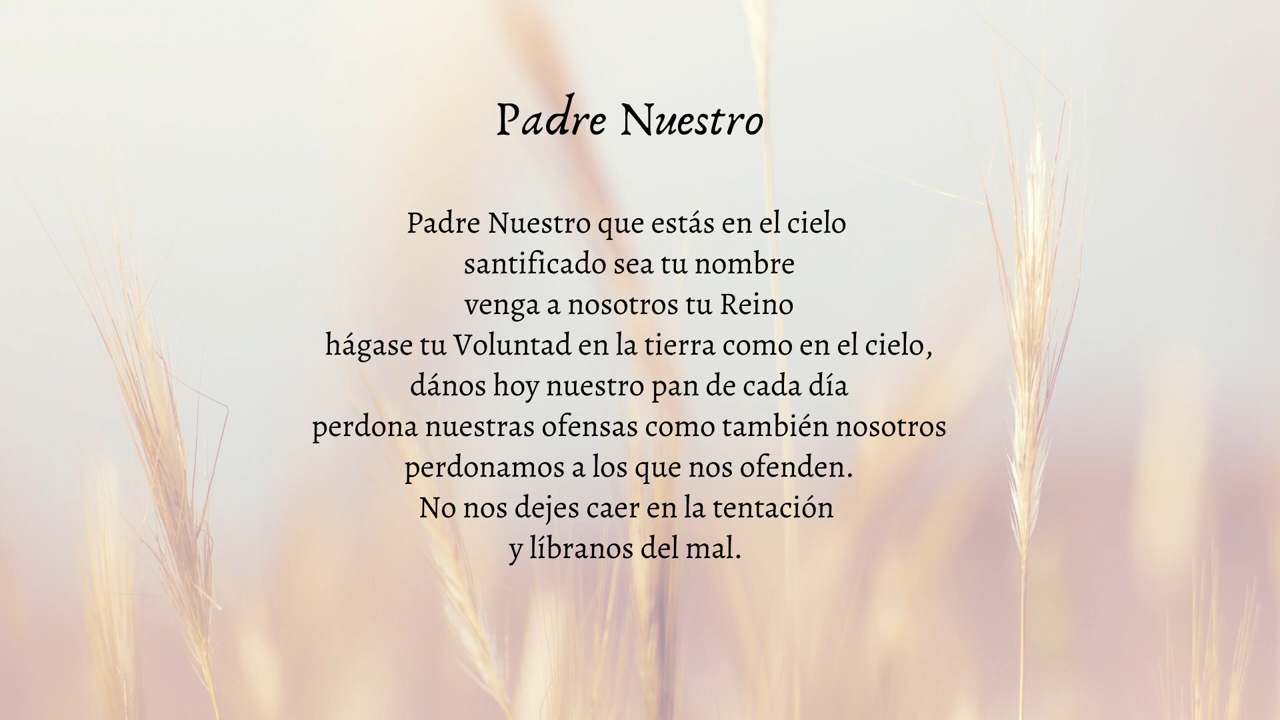 Padre Nuestro
Padre Nuestro que estás en el cielo
santificado sea tu nombre
venga a nosotros tu Reino
hágase tu Voluntad en la tierra como en el cielo,
dános hoy nuestro pan de cada día
perdona nuestras ofensas como también nosotros
perdonamos a los que nos ofenden.
No nos dejes caer en la tentación
y líbranos del mal.